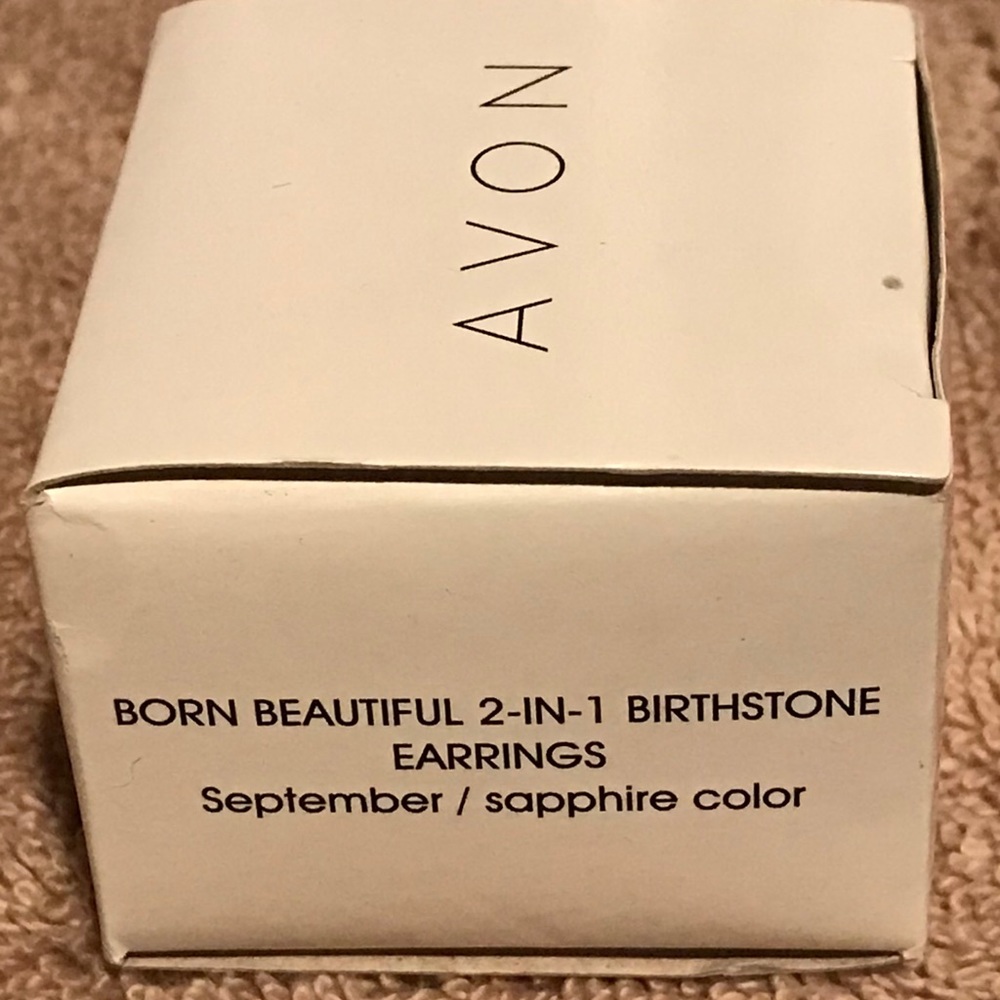 AVON
BORN BEAUTIFUL 2-IN-1 BIRTHSTONE
EARRINGS
September / sapphire color